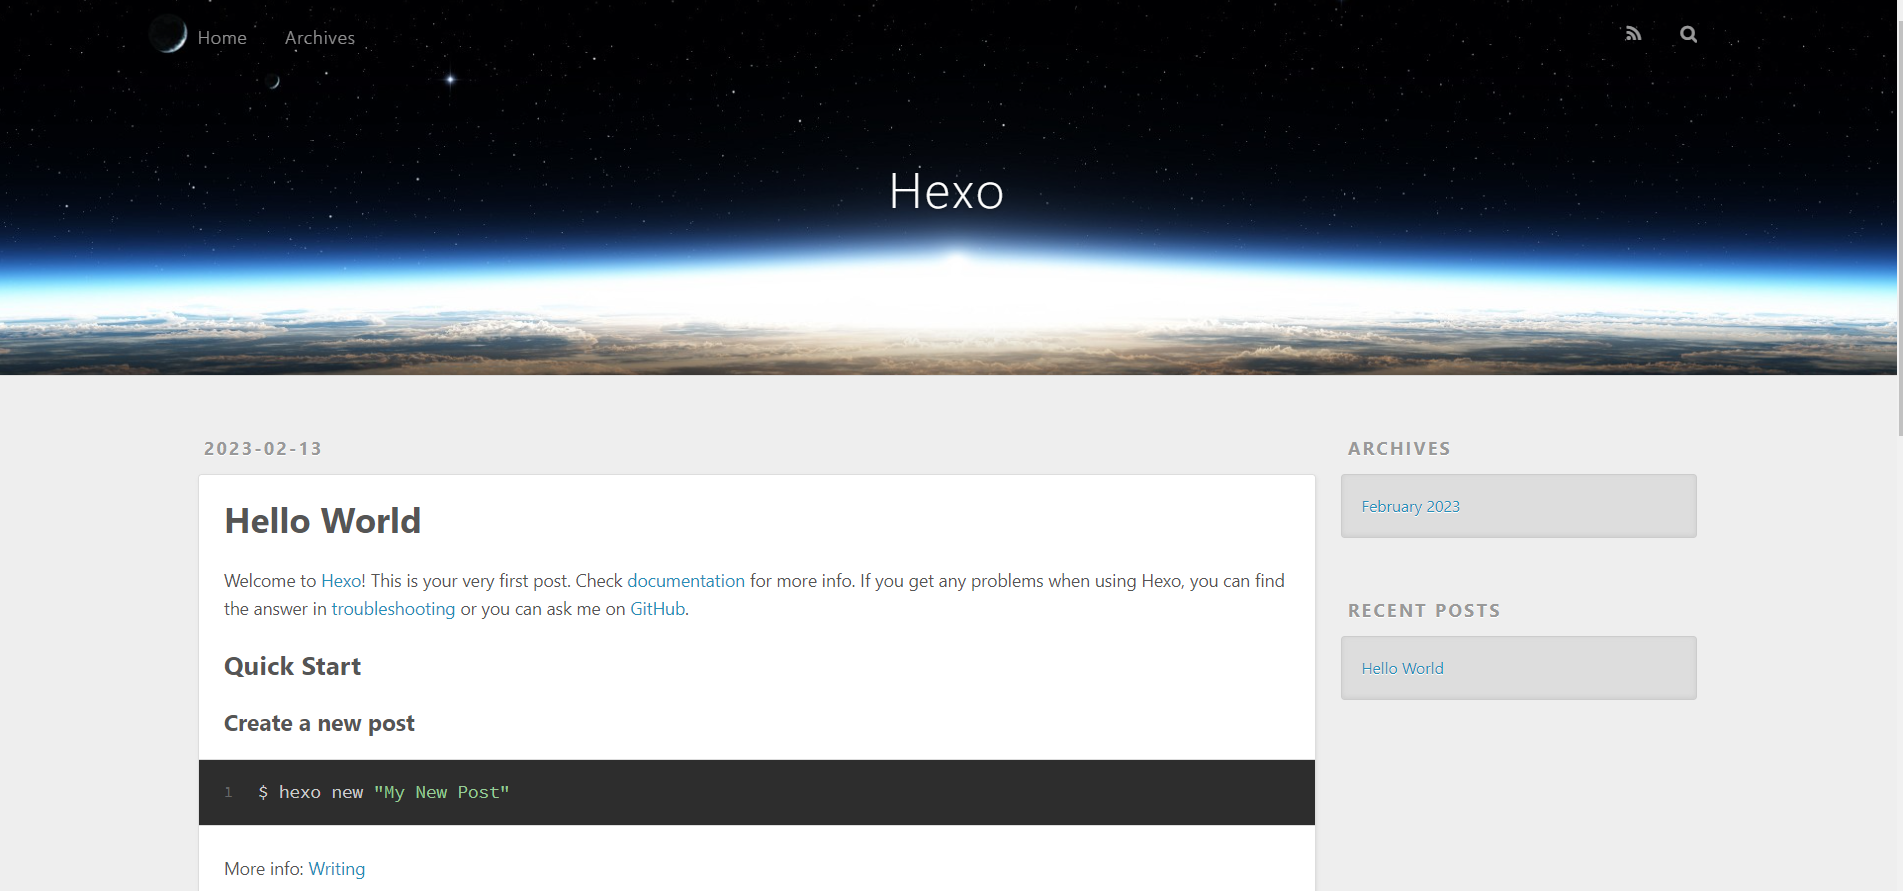 Home Archives
Hexo
2023-02-13
Hello World
Welcome to Hexo! This is your very first post. Check documentation for more info. If you get any problems when using Hexo, you can find
the answer in troubleshooting or you can ask me on GitHub.
Quick Start
Create a new post
1 $ hexo new "My New Post"
More info: Writing
ARCHIVES
February 2023
RECENT POSTS
Hello World